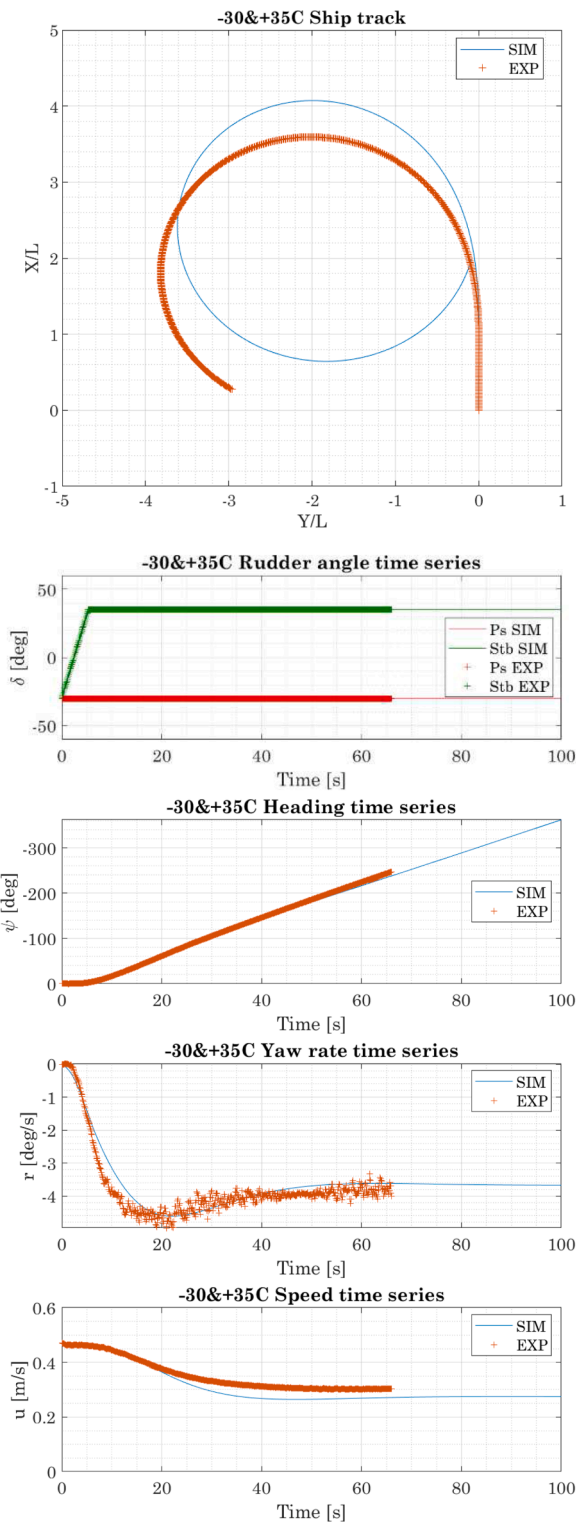 -30&+35C Ship track
5
4
3
2
1
0
-1
X/L
SIM
EXP
-5 -4 -3 -2 -1 0 1
Y/L
-30&+35C Rudder angle time series
50
0
-50
δ [deg]
Ps SIM
Stb SIM
Ps EXP
Stb EXP
0 20 40 60 80 100
Time [s]
-30&+35C Heading time series
-300
-200
-100
0
ψ [deg]
SIM
EXP
0 20 40 60 80 100
Time [s]
-30&+35C Yaw rate time series
0
-1
-2
-3
-4
r [deg/s]
SIM
EXP
0 20 40 60 80 100
Time [s]
-30&+35C Speed time series
0.6
0.4
0.2
0
u [m/s]
SIM
EXP
0 20 40 60 80 100
Time [s]